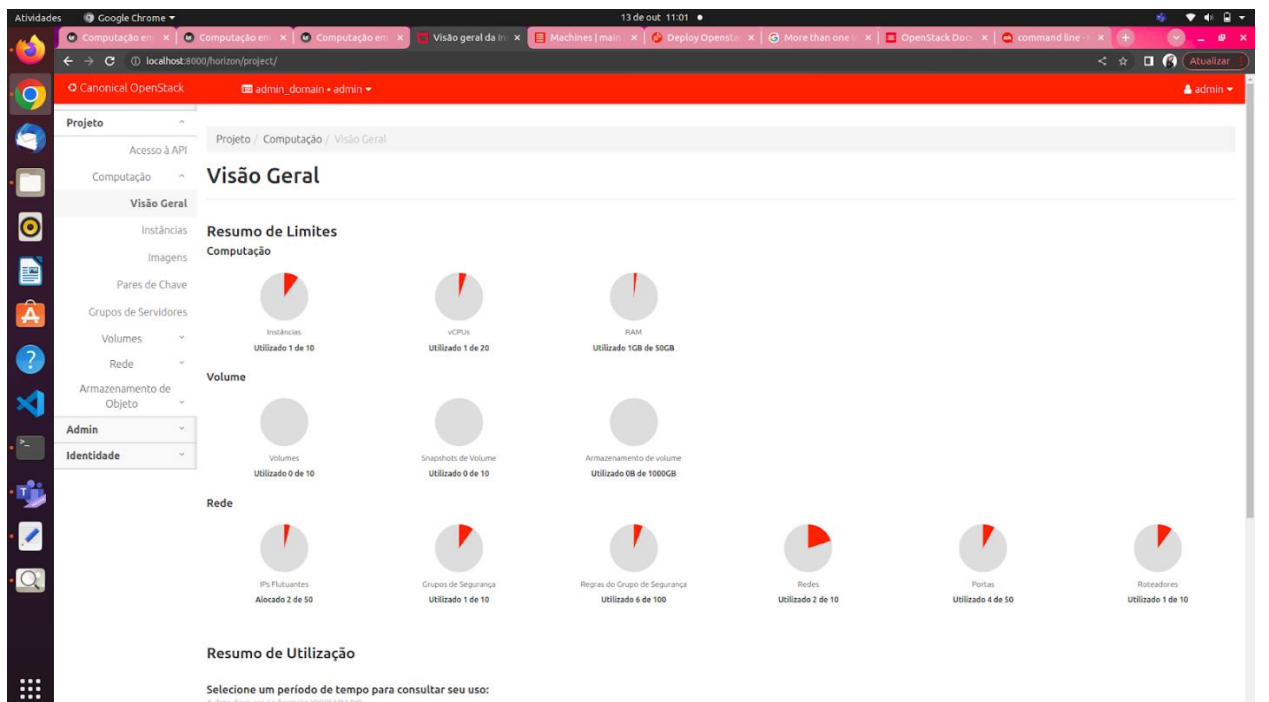 Atividades Google Chrome 13 de out 11:01
Computação em Computação em Computação em Visão geral da In Machines | main Deploy Openstac More than one OpenStack Doc command line -
localhost:8000/horizon/project/ Atualizar
Canonical OpenStack admin_domain • admin admin
Projeto
Acesso à API
Computação
Visão Geral
Instâncias
Imagens
Pares de Chave
Grupos de Servidores
Volumes
Rede
Armazenamento de
Objeto
Admin
Identidade
Projeto / Computação / Visão Geral
Visão Geral
Resumo de Limites
Computação
Instâncias vCPUs RAM
Utilizado 1 de 10 Utilizado 1 de 20 Utilizado 1GB de 50GB
Volume
Volumes Snapshots de Volume Armazenamento de volume
Utilizado 0 de 10 Utilizado 0 de 10 Utilizado 0B de 1000GB
Rede
IPs Flutuantes Grupos de Segurança Regras do Grupo de Segurança Redes Portas Roteadores
Alocado 2 de 50 Utilizado 1 de 10 Utilizado 6 de 100 Utilizado 2 de 10 Utilizado 4 de 50 Utilizado 1 de 10
Resumo de Utilização
Selecione um período de tempo para consultar seu uso: